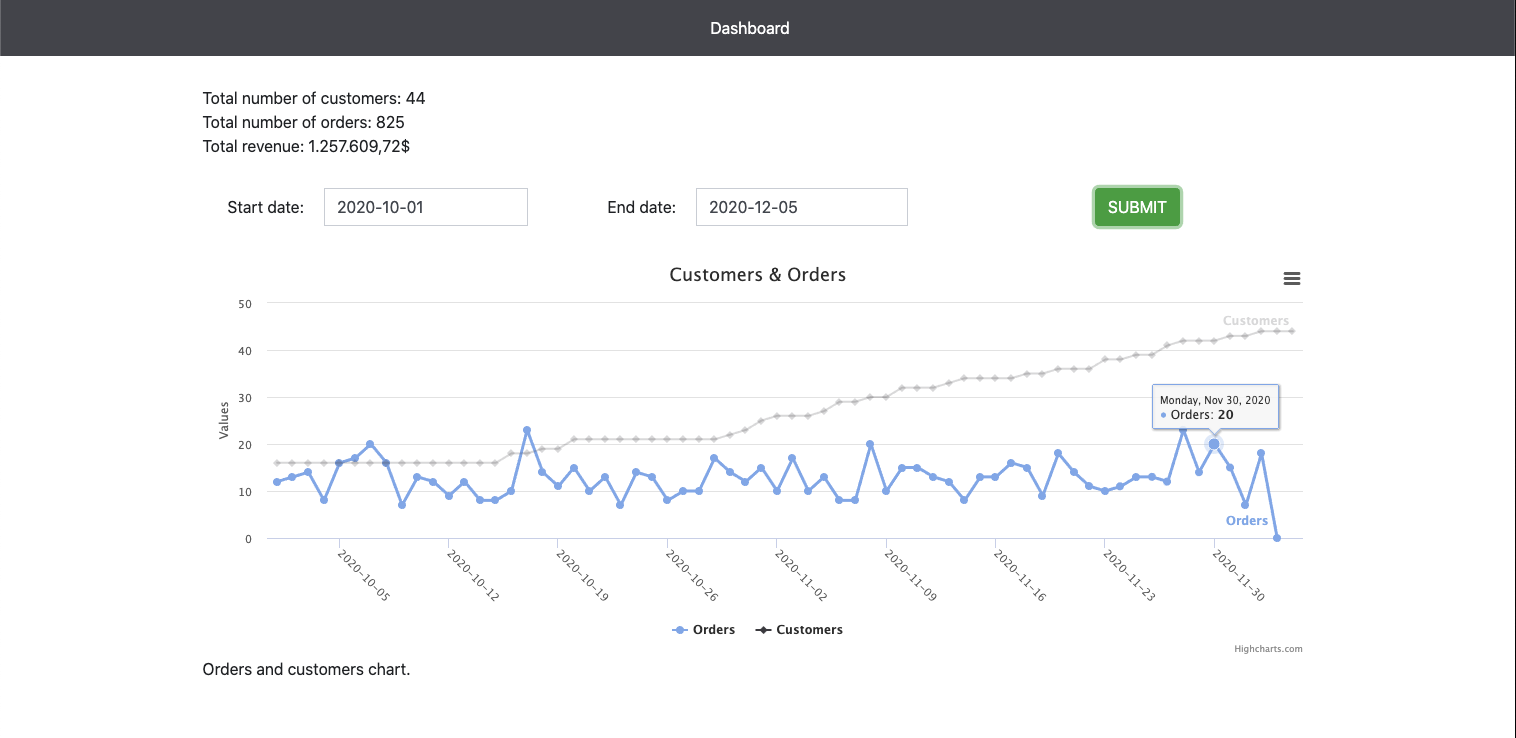 Dashboard
Total number of customers: 44
Total number of orders: 825
Total revenue: 1.257.609,72$
Start date: 2020-10-01 End date: 2020-12-05 SUBMIT
Customers & Orders
Values
50
40
30
20
10
0
Customers
Monday, Nov 30, 2020
Orders: 20
Orders
2020-10-05
2020-10-12
2020-10-19
2020-10-26
2020-11-02
2020-11-09
2020-11-16
2020-11-23
2020-11-30
Orders Customers
Highcharts.com
Orders and customers chart.